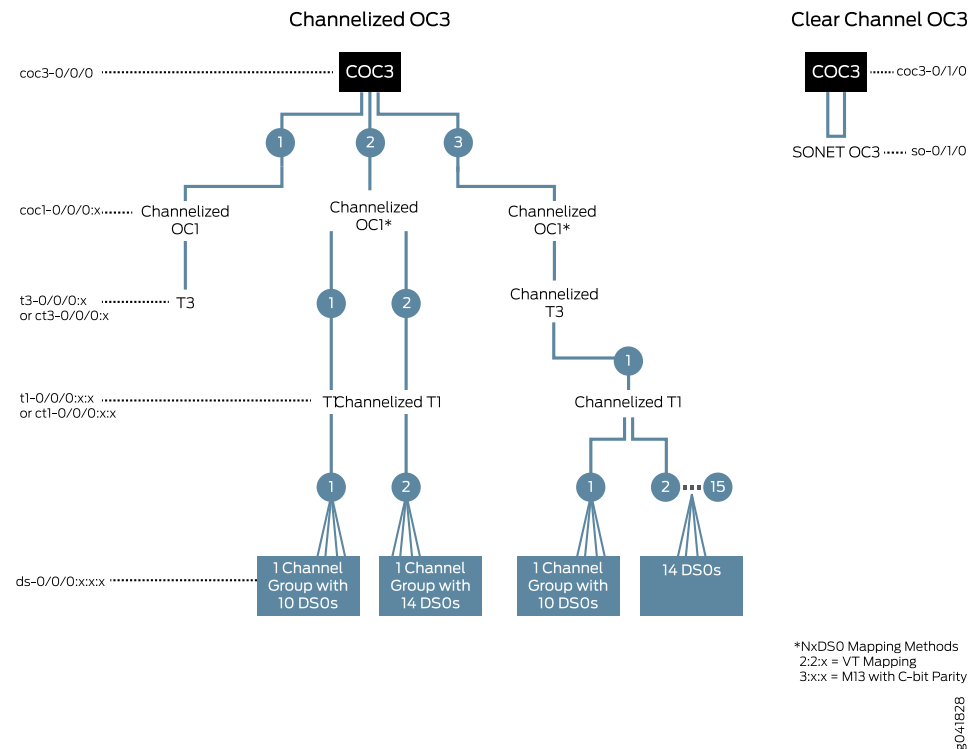 Channelized OC3
Clear Channel OC3
coc3-0/0/0
COC3
COC3
coc3-0/1/0
1
2
3
SONET OC3
so-0/1/0
coc1-0/0/0:x
Channelized
OC1
Channelized
OC1*
Channelized
OC1*
t3-0/0/0:x
or ct3-0/0/0:x
T3
1
2
Channelized
T3
1
t1-0/0/0:x:x
or ct1-0/0/0:x:x
T1
Channelized T1
Channelized T1
1
2
1
2
15
ds-0/0/0:x:x:x
1 Channel
Group with
10 DS0s
1 Channel
Group with
14 DS0s
1 Channel
Group with
10 DS0s
14 DS0s
*NxDS0 Mapping Methods
2:2:x = VT Mapping
3:x:x = M13 with C-bit Parity
g041828